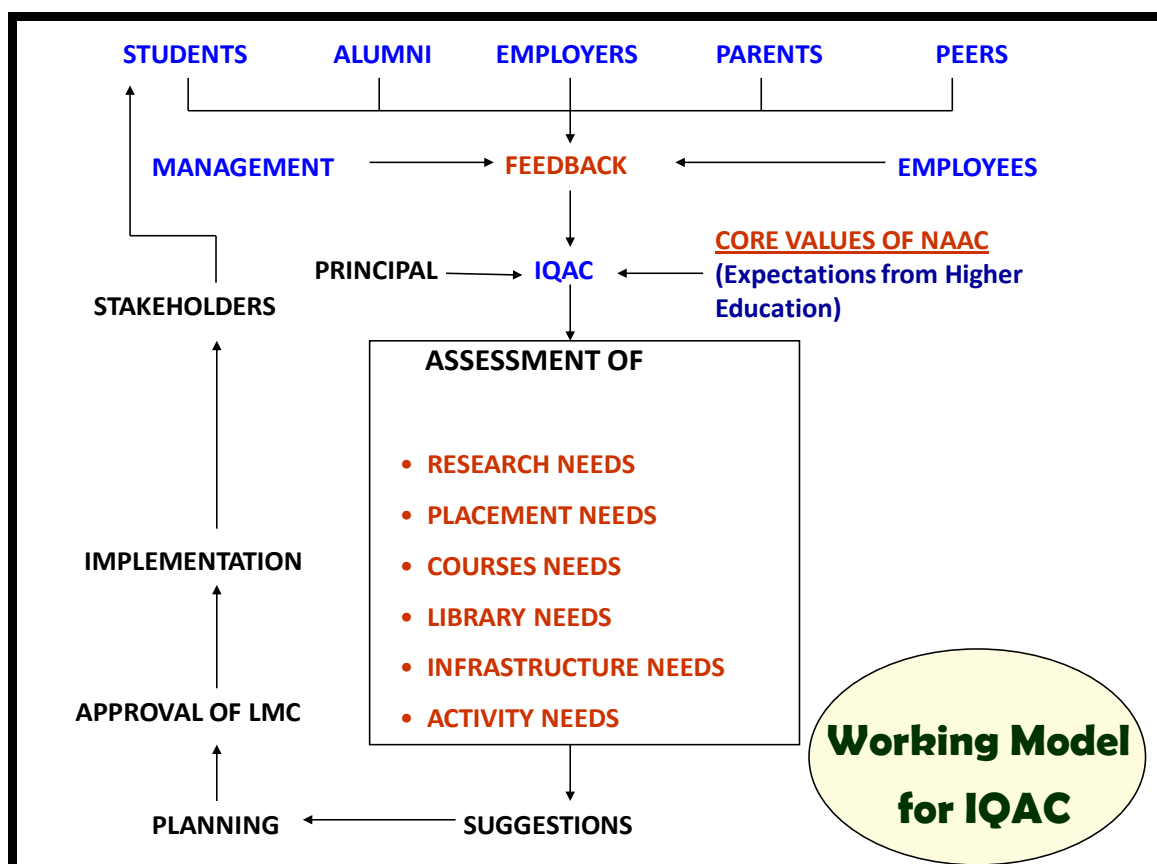 STUDENTS ALUMNI EMPLOYERS PARENTS PEERS
MANAGEMENT FEEDBACK EMPLOYEES
CORE VALUES OF NAAC
(Expectations from Higher
Education)
PRINCIPAL IQAC
STAKEHOLDERS
ASSESSMENT OF
• RESEARCH NEEDS
• PLACEMENT NEEDS
• COURSES NEEDS
• LIBRARY NEEDS
• INFRASTRUCTURE NEEDS
• ACTIVITY NEEDS
IMPLEMENTATION
APPROVAL OF LMC
PLANNING SUGGESTIONS
Working Model
for IQAC